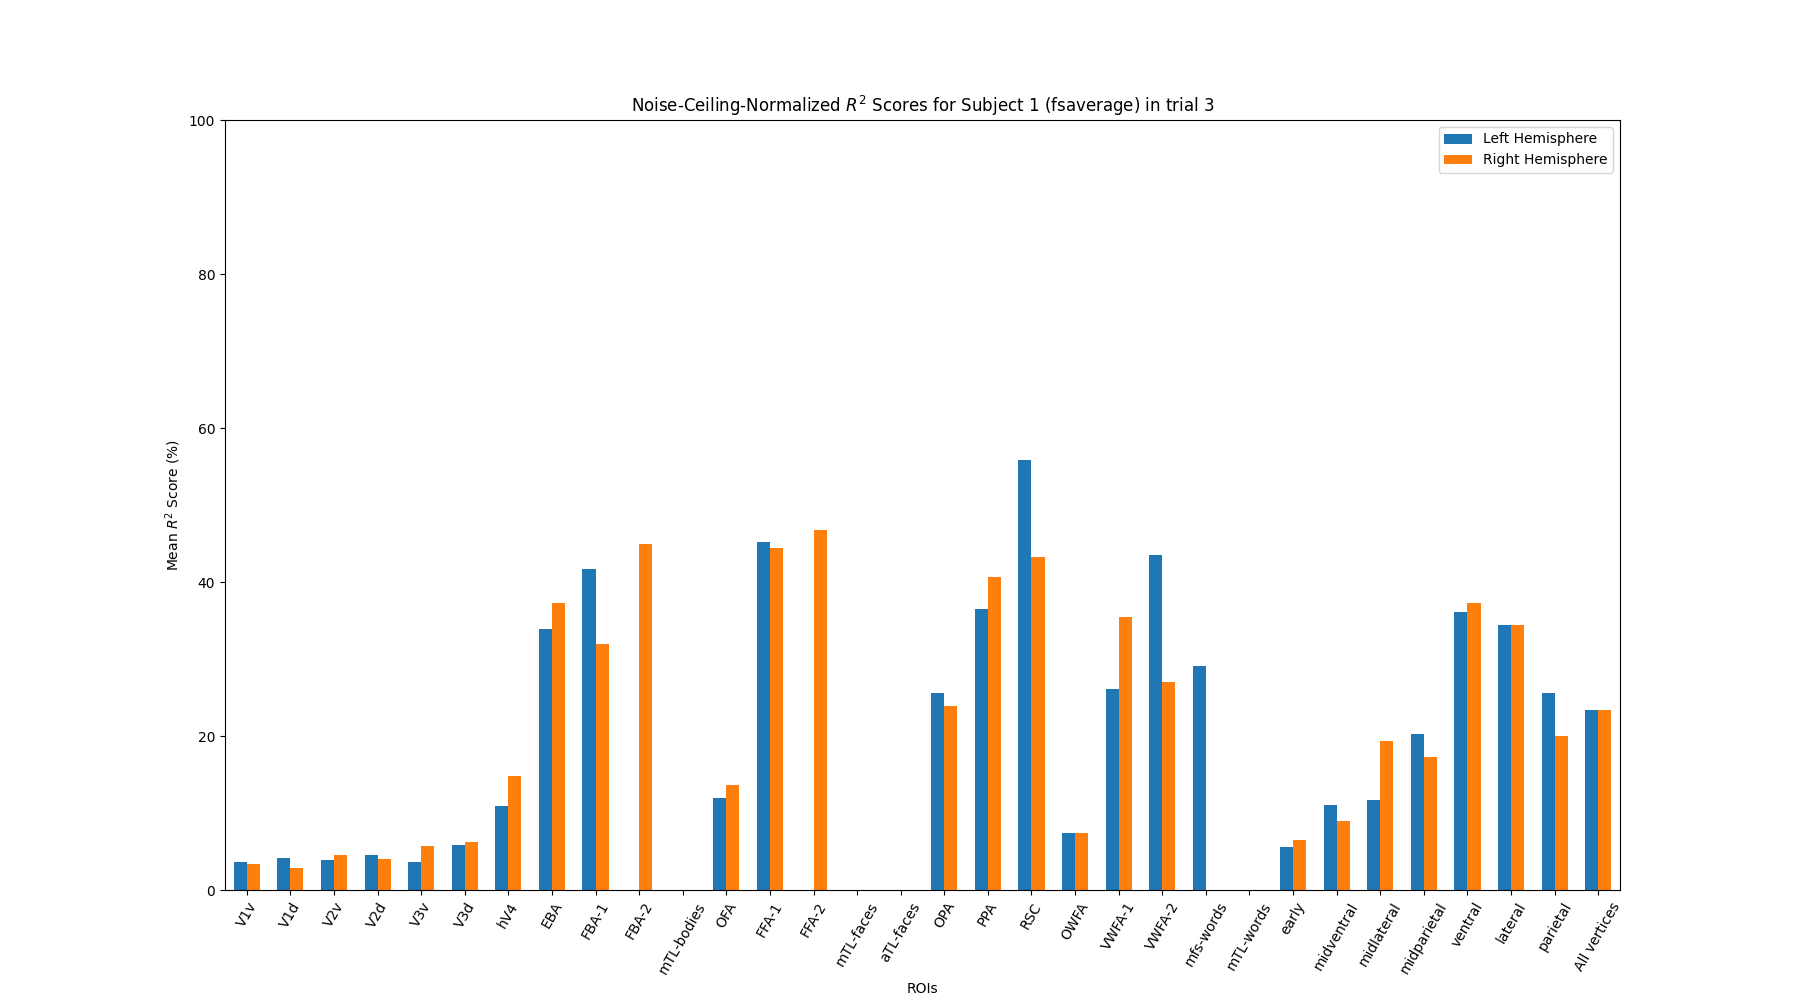 Noise-Ceiling-Normalized R² Scores for Subject 1 (fsaverage) in trial 3
Left Hemisphere
Right Hemisphere
Mean R² Score (%)
100
80
60
40
20
0
V1v
V1d
V2v
V2d
V3v
V3d
hV4
EBA
FBA-1
FBA-2
mTL-bodies
OFA
FFA-1
FFA-2
mTL-faces
aTL-faces
OPA
PPA
RSC
OWFA
VWFA-1
VWFA-2
mfs-words
mTL-words
early
midventral
midlateral
midparietal
ventral
lateral
parietal
All vertices
ROIs